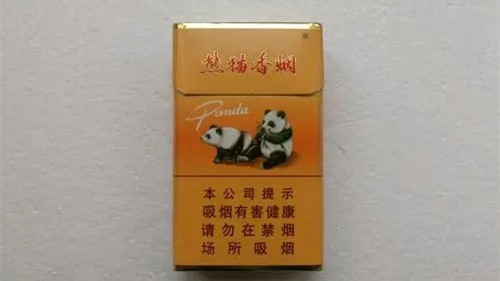 熊猫香烟
Panda
本公司提示
吸烟有害健康
请勿在禁烟
场所吸烟